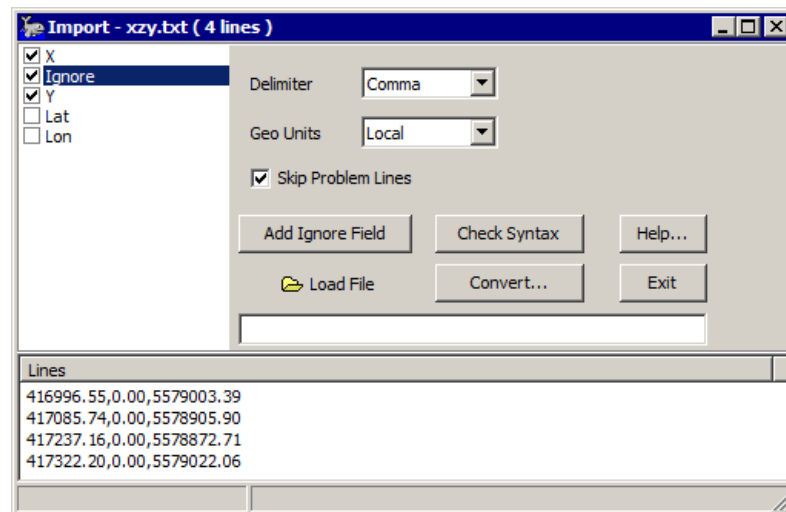 Import - xzy.txt ( 4 lines )
X
Ignore
Y
Lat
Lon
Delimiter
Comma
Geo Units
Local
Skip Problem Lines
Add Ignore Field
Check Syntax
Help...
Load File
Convert...
Exit
Lines
416996.55,0.00,5579003.39
417085.74,0.00,5578905.90
417237.16,0.00,5578872.71
417322.20,0.00,5579022.06